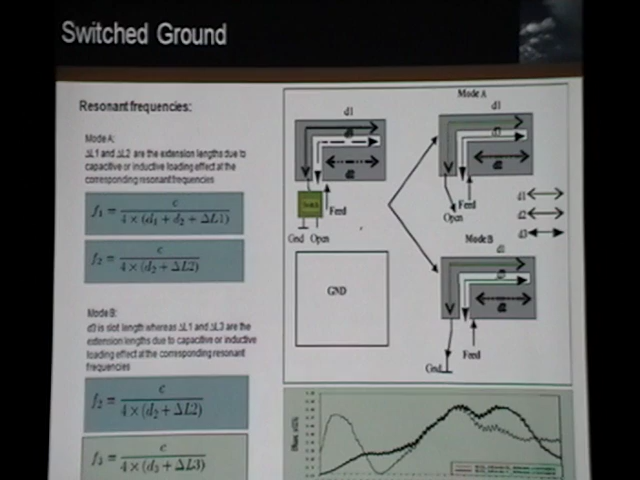 Switched Ground
Resonant frequencies:
Mode A:
ΔL1 and ΔL2 are the extension lengths due to
capacitive or inductive loading effect at the
corresponding resonant frequencies
f₁ = c / 4 × (d₁ + d₂ + ΔL1)
f₂ = c / 4 × (d₂ + ΔL2)
Mode B:
d3 is slot length whereas ΔL1 and ΔL3 are the
extension lengths due to capacitive or inductive
loading effect at the corresponding resonant
frequencies
f₂ = c / 4 × (d₂ + ΔL2)
f₃ = c / 4 × (d₃ + ΔL3)
d1
d3
d2
Feed
Gnd Open
GND
Mode A
d1
d3
d2
Feed
Open
d1
d2
d3
Mode B
d1
d3
d2
Feed
Gnd